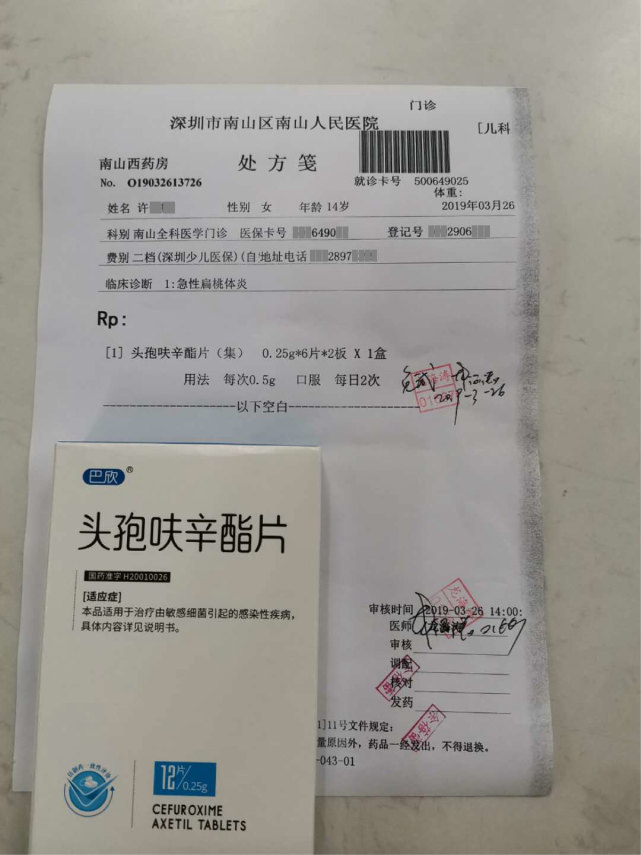 门诊
深圳市南山区南山人民医院
[儿科
南山西药房
处方笺
No. O19032613726
就诊卡号 500649025
体重:
2019年03月26
姓名 许
性别 女
年龄 14岁
科别 南山全科医学门诊 医保卡号 6490 登记号 2906
费别 二档(深圳少儿医保)(自 地址电话 2897
临床诊断 1:急性扁桃体炎
Rp:
[1] 头孢呋辛酯片（集） 0.25g*6片*2板 X 1盒
用法 每次0.5g 口服 每日2次
免试
2019-3-26
以下空白
巴欣®
头孢呋辛酯片
国药准字H20010026
[适应症]
本品适用于治疗由敏感细菌引起的感染性疾病，
具体内容详见说明书。
审核时间 2019-03-26 14:00:
医师
审核
调配
核对
发药
1]11号文件规定:
量原因外，药品一经发出，不得退换。
-043-01
12片/0.25g
CEFUROXIME
AXETIL TABLETS